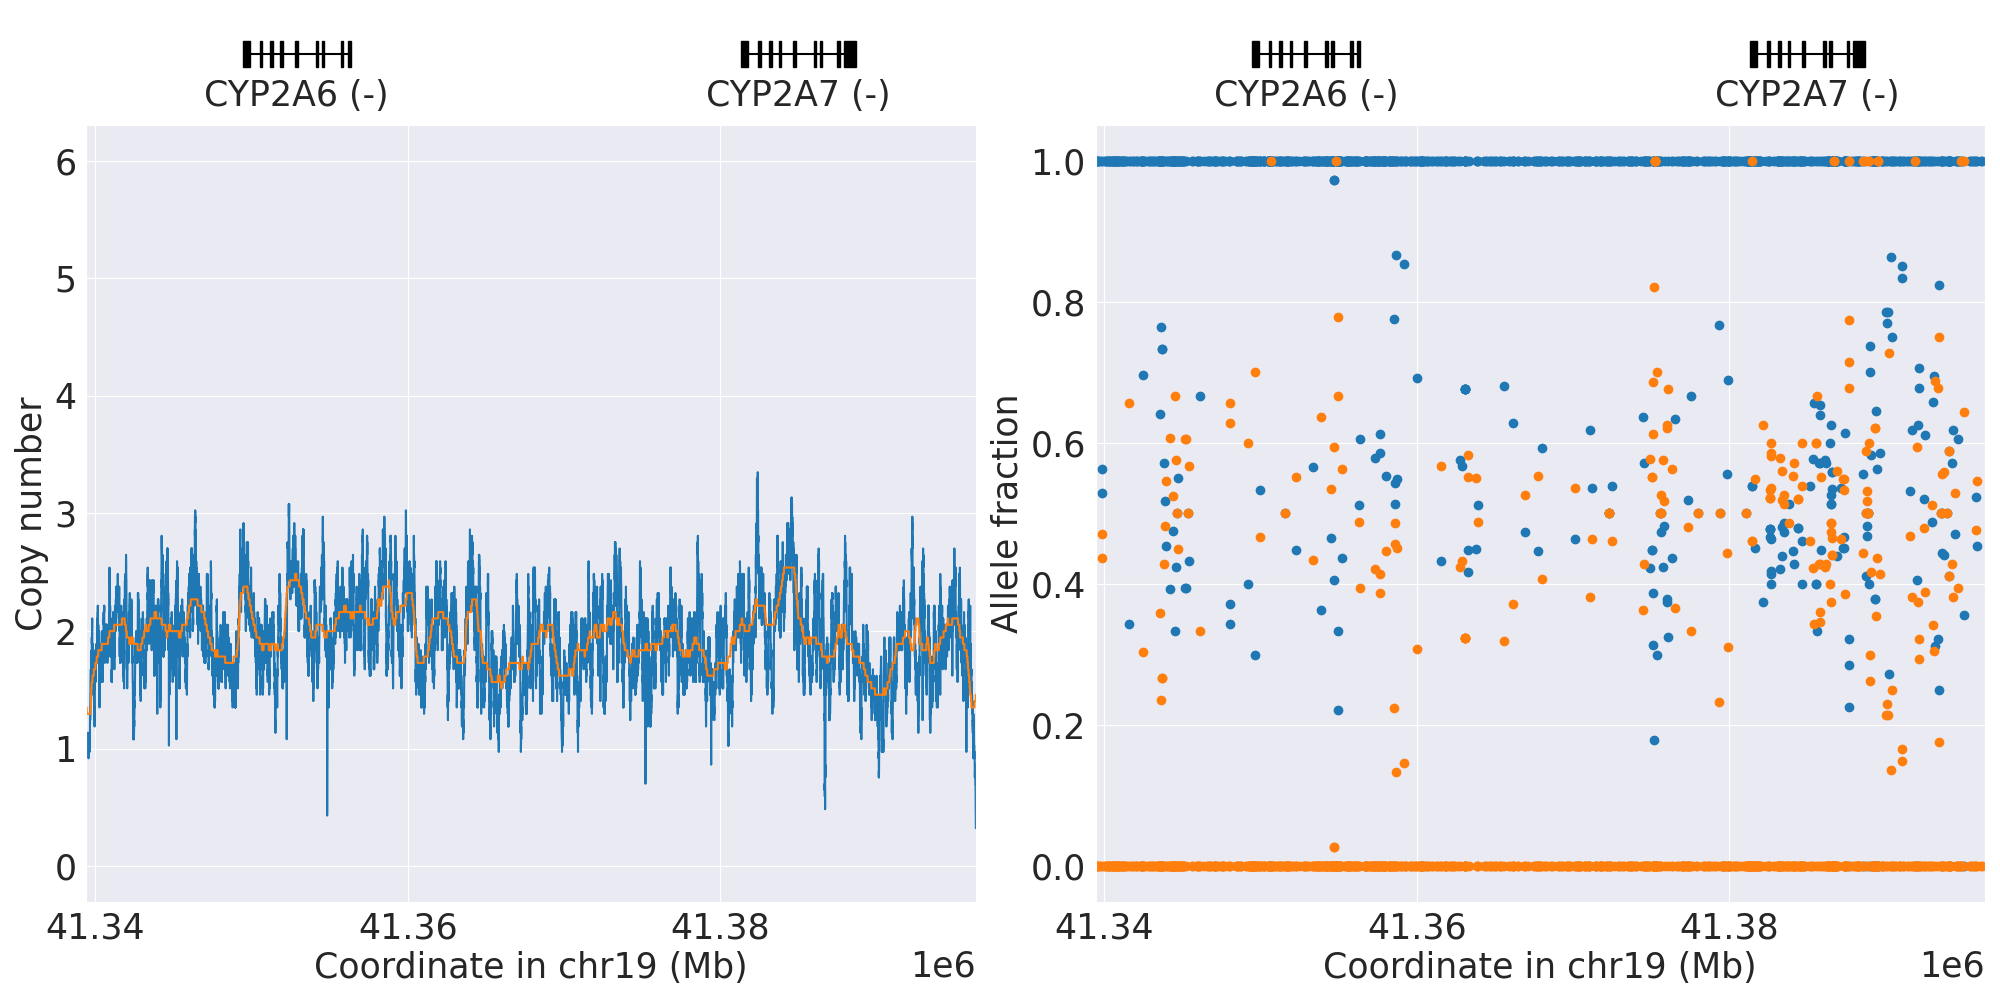 CYP2A6 (-)
CYP2A7 (-)
6
5
4
3
2
1
0
Copy number
41.34
41.36
41.38
Coordinate in chr19 (Mb)
1e6
CYP2A6 (-)
CYP2A7 (-)
1.0
0.8
0.6
0.4
0.2
0.0
Allele fraction
41.34
41.36
41.38
Coordinate in chr19 (Mb)
1e6